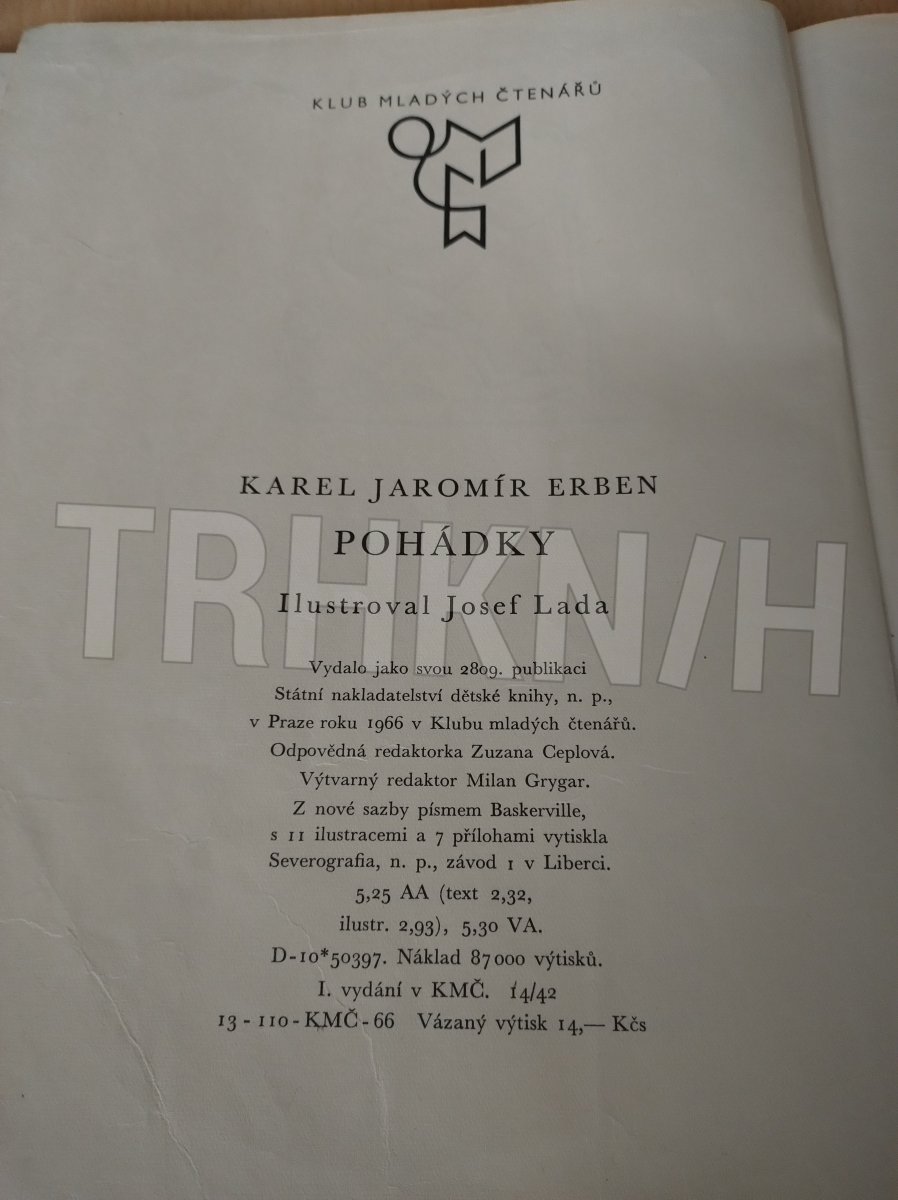 KLUB MLADÝCH ČTENÁŘŮ
KAREL JAROMÍR ERBEN
POHÁDKY
Ilustroval Josef Lada
TRHKN/H
Vydalo jako svou 2809. publikaci
Státní nakladatelství dětské knihy, n. p.,
v Praze roku 1966 v Klubu mladých čtenářů.
Odpovědná redaktorka Zuzana Ceplová.
Výtvarný redaktor Milan Grygar.
Z nové sazby písmem Baskerville,
s 11 ilustracemi a 7 přílohami vytiskla
Severografia, n. p., závod 1 v Liberci.
5,25 AA (text 2,32,
ilustr. 2,93), 5,30 VA.
D-10*50397. Náklad 87000 výtisků.
I. vydání v KMČ. 14/42
13-110-KMČ-66 Vázaný výtisk 14,— Kčs